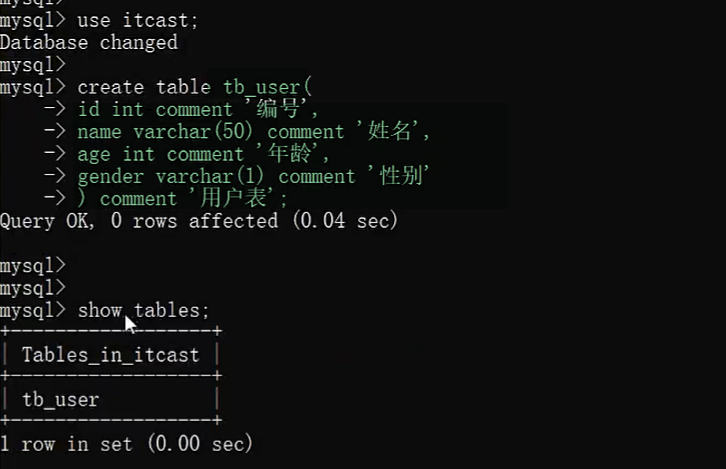 mysql>
mysql> use itcast;
Database changed
mysql>
mysql> create table tb_user(
    -> id int comment '编号',
    -> name varchar(50) comment '姓名',
    -> age int comment '年龄',
    -> gender varchar(1) comment '性别'
    -> ) comment '用户表';
Query OK, 0 rows affected (0.04 sec)
mysql>
mysql>
mysql> show tables;
+------------------+
| Tables_in_itcast |
+------------------+
| tb_user          |
+------------------+
1 row in set (0.00 sec)